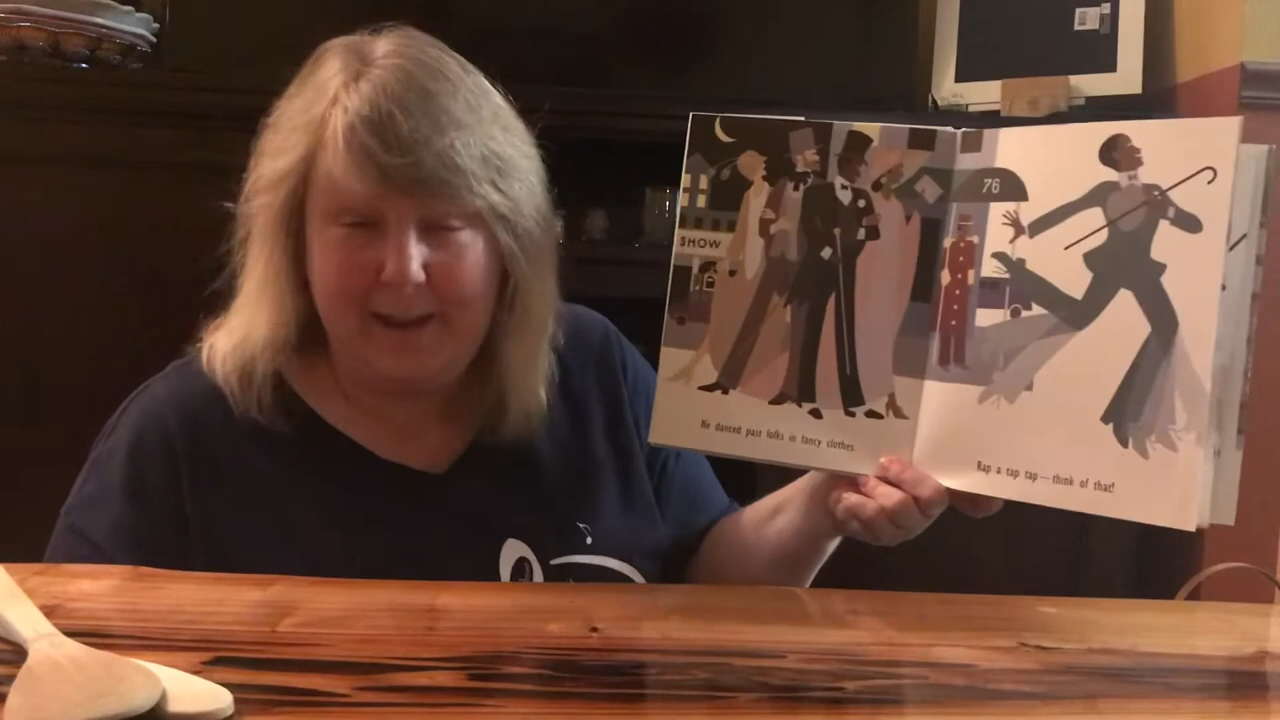 SHOW
76
He danced past folks in fancy clothes.
Rap a tap tap—think of that!